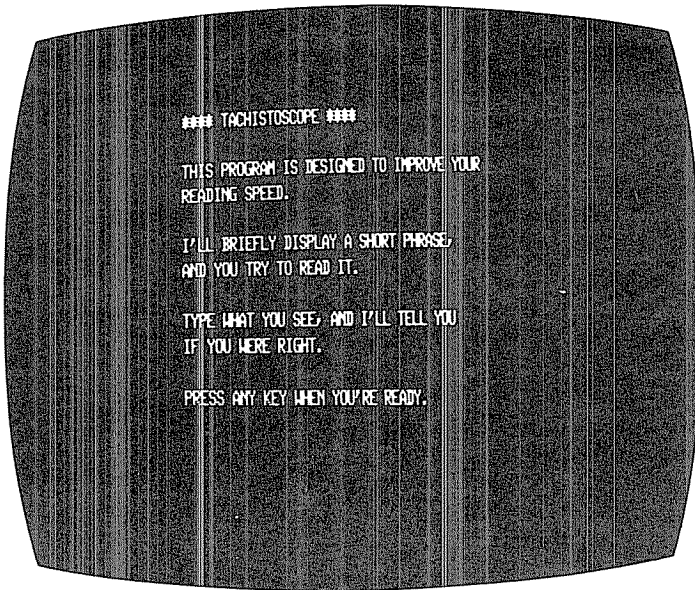 #### TACHISTOSCOPE ####
THIS PROGRAM IS DESIGNED TO IMPROVE YOUR
READING SPEED.
I'LL BRIEFLY DISPLAY A SHORT PHRASE,
AND YOU TRY TO READ IT.
TYPE WHAT YOU SEE, AND I'LL TELL YOU
IF YOU WERE RIGHT.
PRESS ANY KEY WHEN YOU'RE READY.